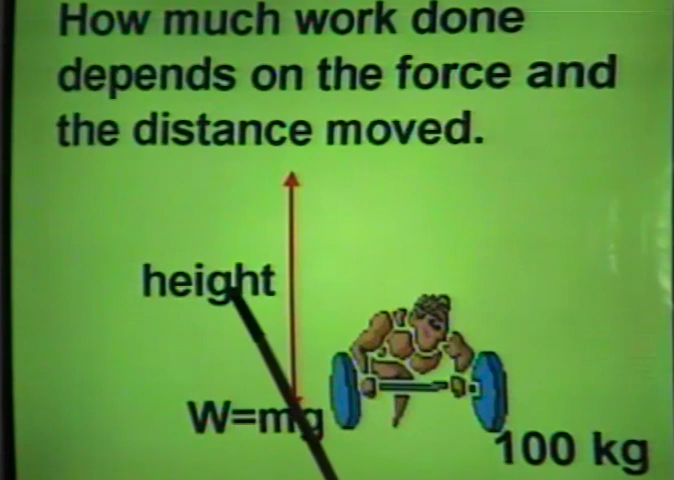 How much work done
depends on the force and
the distance moved.
height
W=mg
100 kg